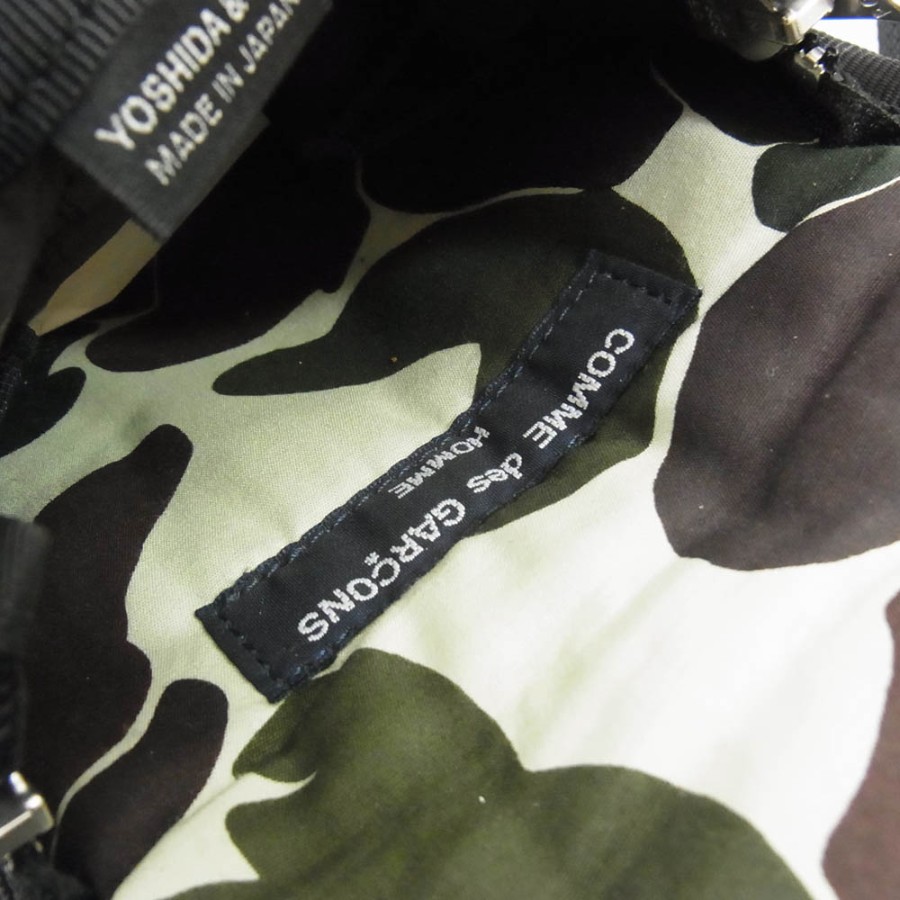 YOSHIDA &
MADE IN JAPAN
COMME des GARÇONS
HOMME